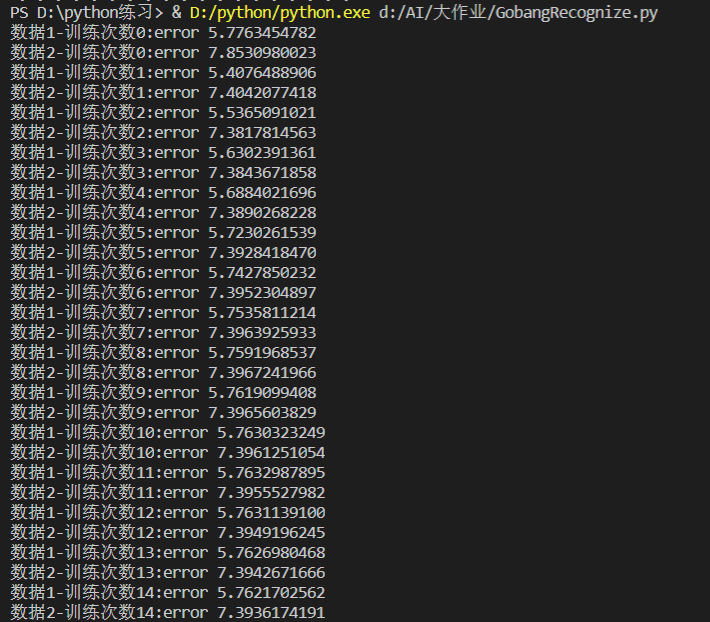 PS D:\python练习> & D:/python/python.exe d:/AI/大作业/GobangRecognize.py
数据1-训练次数0:error 5.7763454782
数据2-训练次数0:error 7.8530980023
数据1-训练次数1:error 5.4076488906
数据2-训练次数1:error 7.4042077418
数据1-训练次数2:error 5.5365091021
数据2-训练次数2:error 7.3817814563
数据1-训练次数3:error 5.6302391361
数据2-训练次数3:error 7.3843671858
数据1-训练次数4:error 5.6884021696
数据2-训练次数4:error 7.3890268228
数据1-训练次数5:error 5.7230261539
数据2-训练次数5:error 7.3928418470
数据1-训练次数6:error 5.7427850232
数据2-训练次数6:error 7.3952304897
数据1-训练次数7:error 5.7535811214
数据2-训练次数7:error 7.3963925933
数据1-训练次数8:error 5.7591968537
数据2-训练次数8:error 7.3967241966
数据1-训练次数9:error 5.7619099408
数据2-训练次数9:error 7.3965603829
数据1-训练次数10:error 5.7630323249
数据2-训练次数10:error 7.3961251054
数据1-训练次数11:error 5.7632987895
数据2-训练次数11:error 7.3955527982
数据1-训练次数12:error 5.7631139100
数据2-训练次数12:error 7.3949196245
数据1-训练次数13:error 5.7626980468
数据2-训练次数13:error 7.3942671666
数据1-训练次数14:error 5.7621702562
数据2-训练次数14:error 7.3936174191